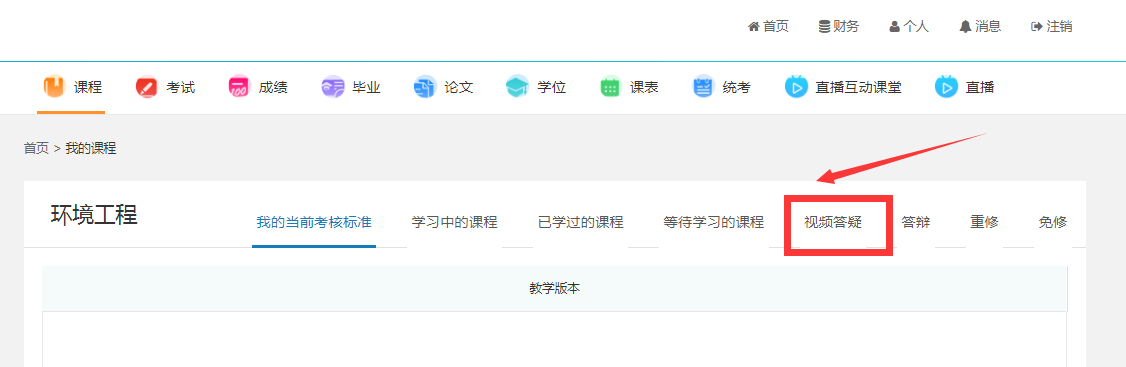 首页 财务 个人 消息 注销
课程 考试 成绩 毕业 论文 学位 课表 统考 直播互动课堂 直播
首页 > 我的课程
环境工程 我的当前考核标准 学习中的课程 已学过的课程 等待学习的课程 视频答疑 答辩 重修 免修
教学版本